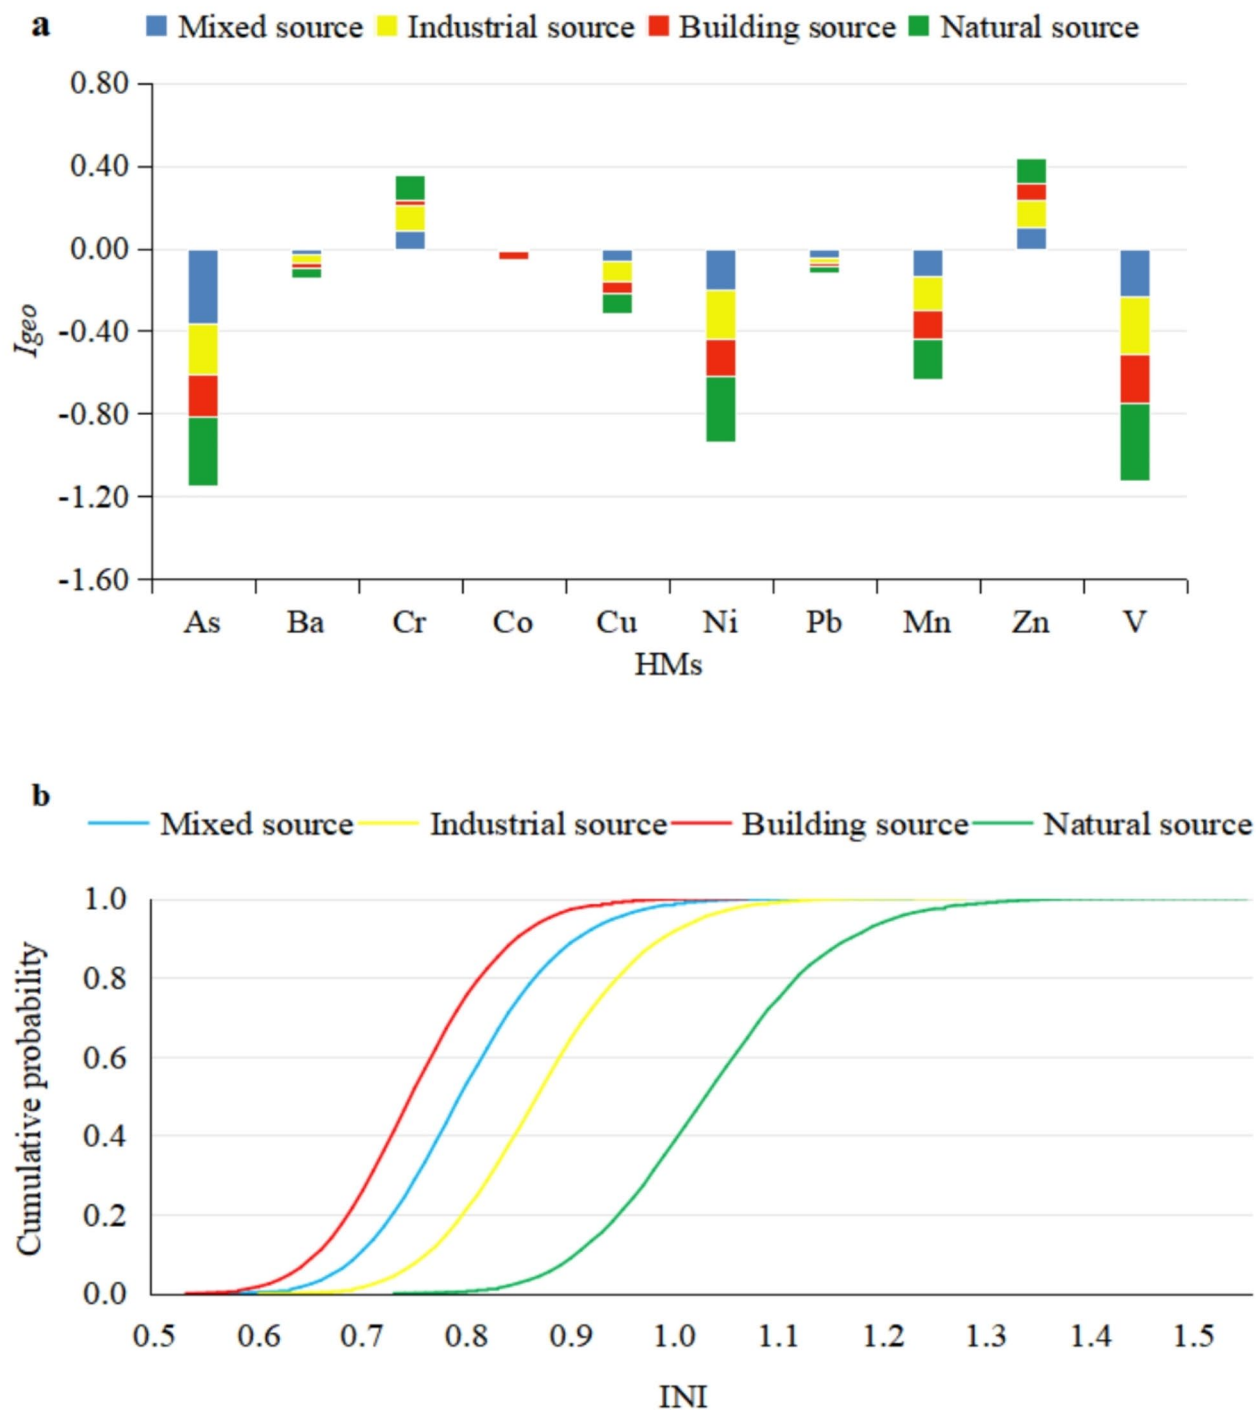 a
Mixed source Industrial source Building source Natural source
0.80
0.40
0.00
-0.40
-0.80
-1.20
-1.60
Igeo
As Ba Cr Co Cu Ni Pb Mn Zn V
HMs
b
Mixed source Industrial source Building source Natural source
1.0
0.8
0.6
0.4
0.2
0.0
Cumulative probability
0.5 0.6 0.7 0.8 0.9 1.0 1.1 1.2 1.3 1.4 1.5
INI